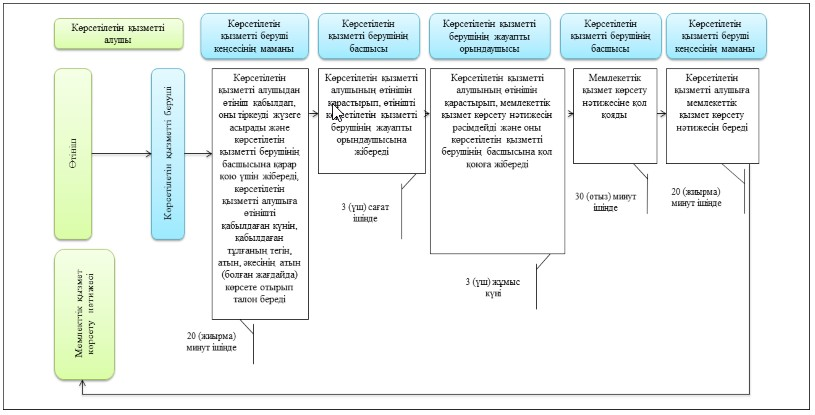 Көрсетілетін қызметті
алушы
Көрсетілетін
қызметті беруші
кеңсесінің маманы
Көрсетілетін
қызметті берушінің
басшысы
Көрсетілетін қызметті
берушінің жауапты
орындаушысы
Көрсетілетін
қызметті берушінің
басшысы
Көрсетілетін
қызметті беруші
кеңсесінің маманы
Өтініш
Көрсетілетін қызметті беруші
Көрсетілетін
қызметті алушыдан
өтініш қабылдап,
оны тіркеуді жүзеге
асырады және
көрсетілетін
қызметті берушінің
басшысына қарар
қою үшін жібереді,
көрсетілетін
қызметті алушыға
өтінішті
қабылдаған күнін,
қабылдаған
тұлғаның тегін,
атын, әкесінің атын
(болған жағдайда)
көрсете отырып
талон береді
20 (жиырма)
минут ішінде
Көрсетілетін қызметті
алушының өтінішін
қарастырып, өтінішті
көрсетілетін қызметті
берушінің жауапты
орындаушысына
жібереді
3 (үш) сағат
ішінде
Көрсетілетін қызметті
алушының өтінішін
қарастырып, мемлекеттік
қызмет көрсету нәтижесін
рәсімдейді және оны
көрсетілетін қызметті
берушінің басшысына қол
қоюға жібереді
3 (үш) жұмыс
күні
Мемлекеттік
қызмет көрсету
нәтижесіне қол
қояды
30 (отыз) минут
ішінде
Көрсетілетін
қызметті алушыға
мемлекеттік
қызмет көрсету
нәтижесін береді
20 (жиырма)
минут ішінде
Мемлекттік қызмет
көрсету нәтижесі